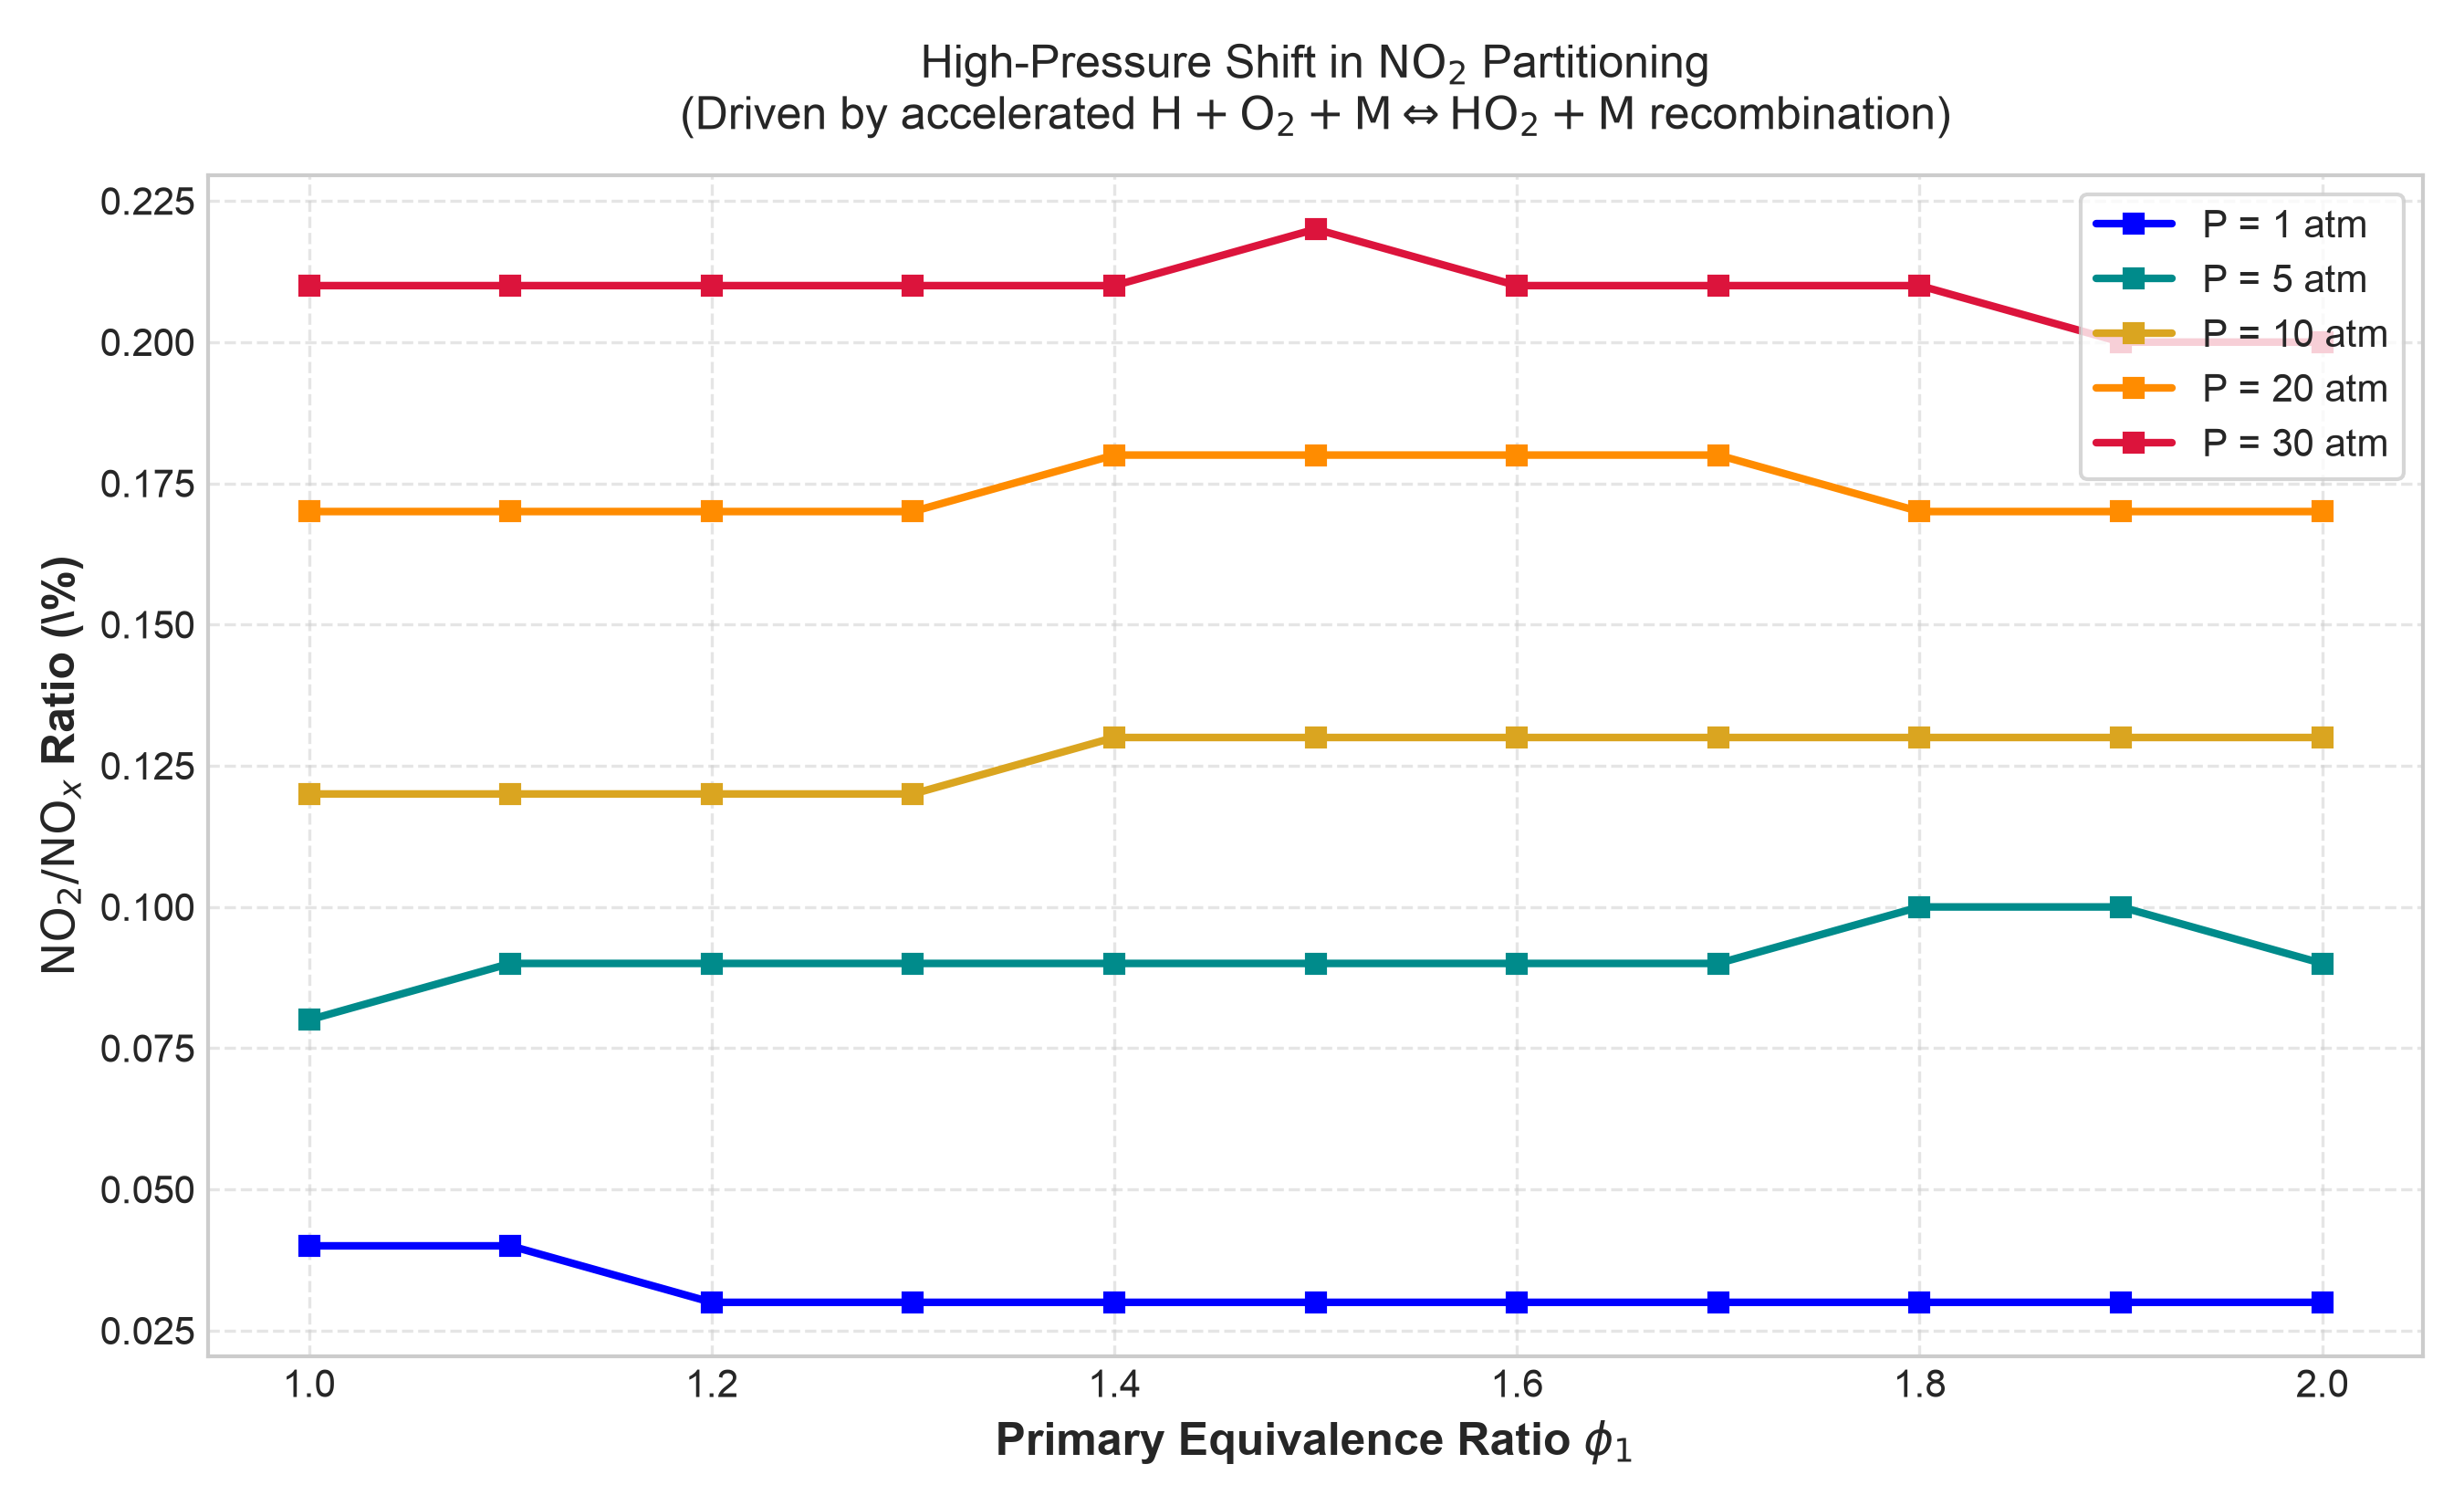 High-Pressure Shift in NO₂ Partitioning
(Driven by accelerated H + O₂ + M ⇔ HO₂ + M recombination)
NO₂/NOₓ Ratio (\%)
0.225
0.200
0.175
0.150
0.125
0.100
0.075
0.050
0.025
P = 1 atm
P = 5 atm
P = 10 atm
P = 20 atm
P = 30 atm
1.0 1.2 1.4 1.6 1.8 2.0
Primary Equivalence Ratio ϕ₁